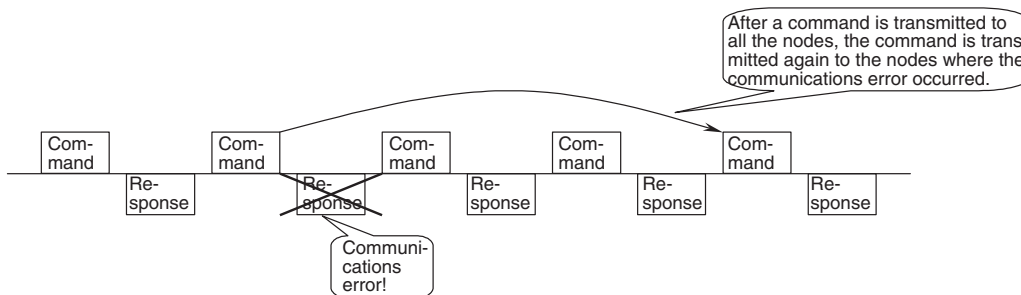 After a command is transmitted to
all the nodes, the command is trans
mitted again to the nodes where the
communications error occurred.
Com-
mand
Com-
mand
Com-
mand
Com-
mand
Com-
mand
Re-
sponse
Re-
sponse
Re-
sponse
Re-
sponse
Re-
sponse
Communi-
cations
error!